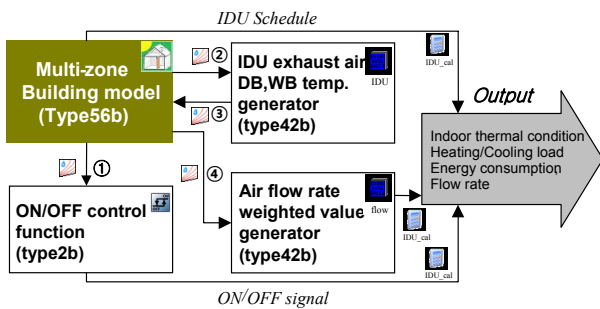 IDU Schedule
Multi-zone
Building model
(Type56b)
②
IDU exhaust air
DB,WB temp.
generator
(type42b)
IDU
③
IDU_cal
Output
Indoor thermal condition
Heating/Cooling load
Energy consumption
Flow rate
①
④
ON/OFF control
function
(type2b)
Air flow rate
weighted value
generator
(type42b)
flow
IDU_cal
IDU_cal
ON/OFF signal